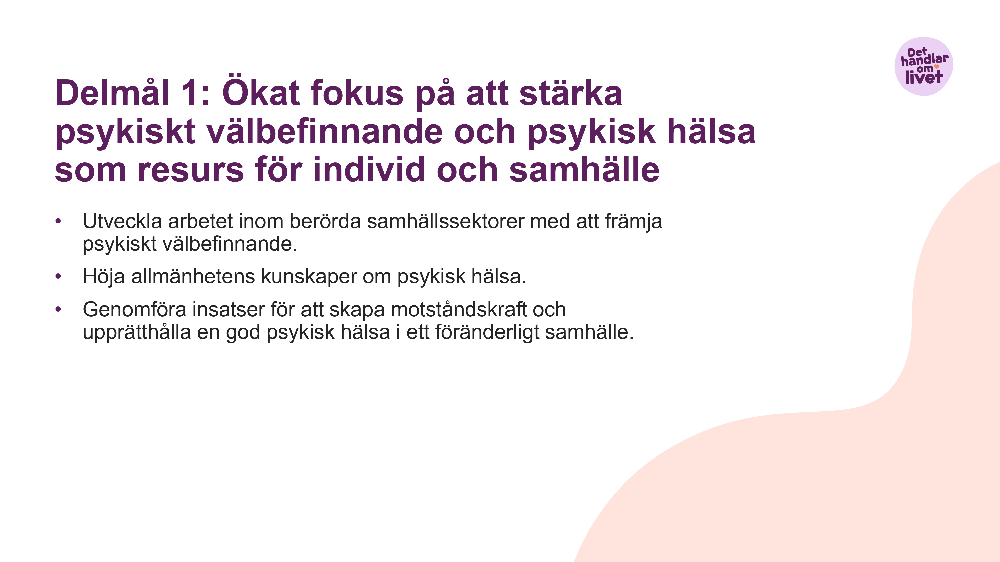 Det
handlar
om
livet
Delmål 1: Ökat fokus på att stärka
psykiskt välbefinnande och psykisk hälsa
som resurs för individ och samhälle
• Utveckla arbetet inom berörda samhällssektorer med att främja
psykiskt välbefinnande.
• Höja allmänhetens kunskaper om psykisk hälsa.
• Genomföra insatser för att skapa motståndskraft och
upprätthålla en god psykisk hälsa i ett föränderligt samhälle.